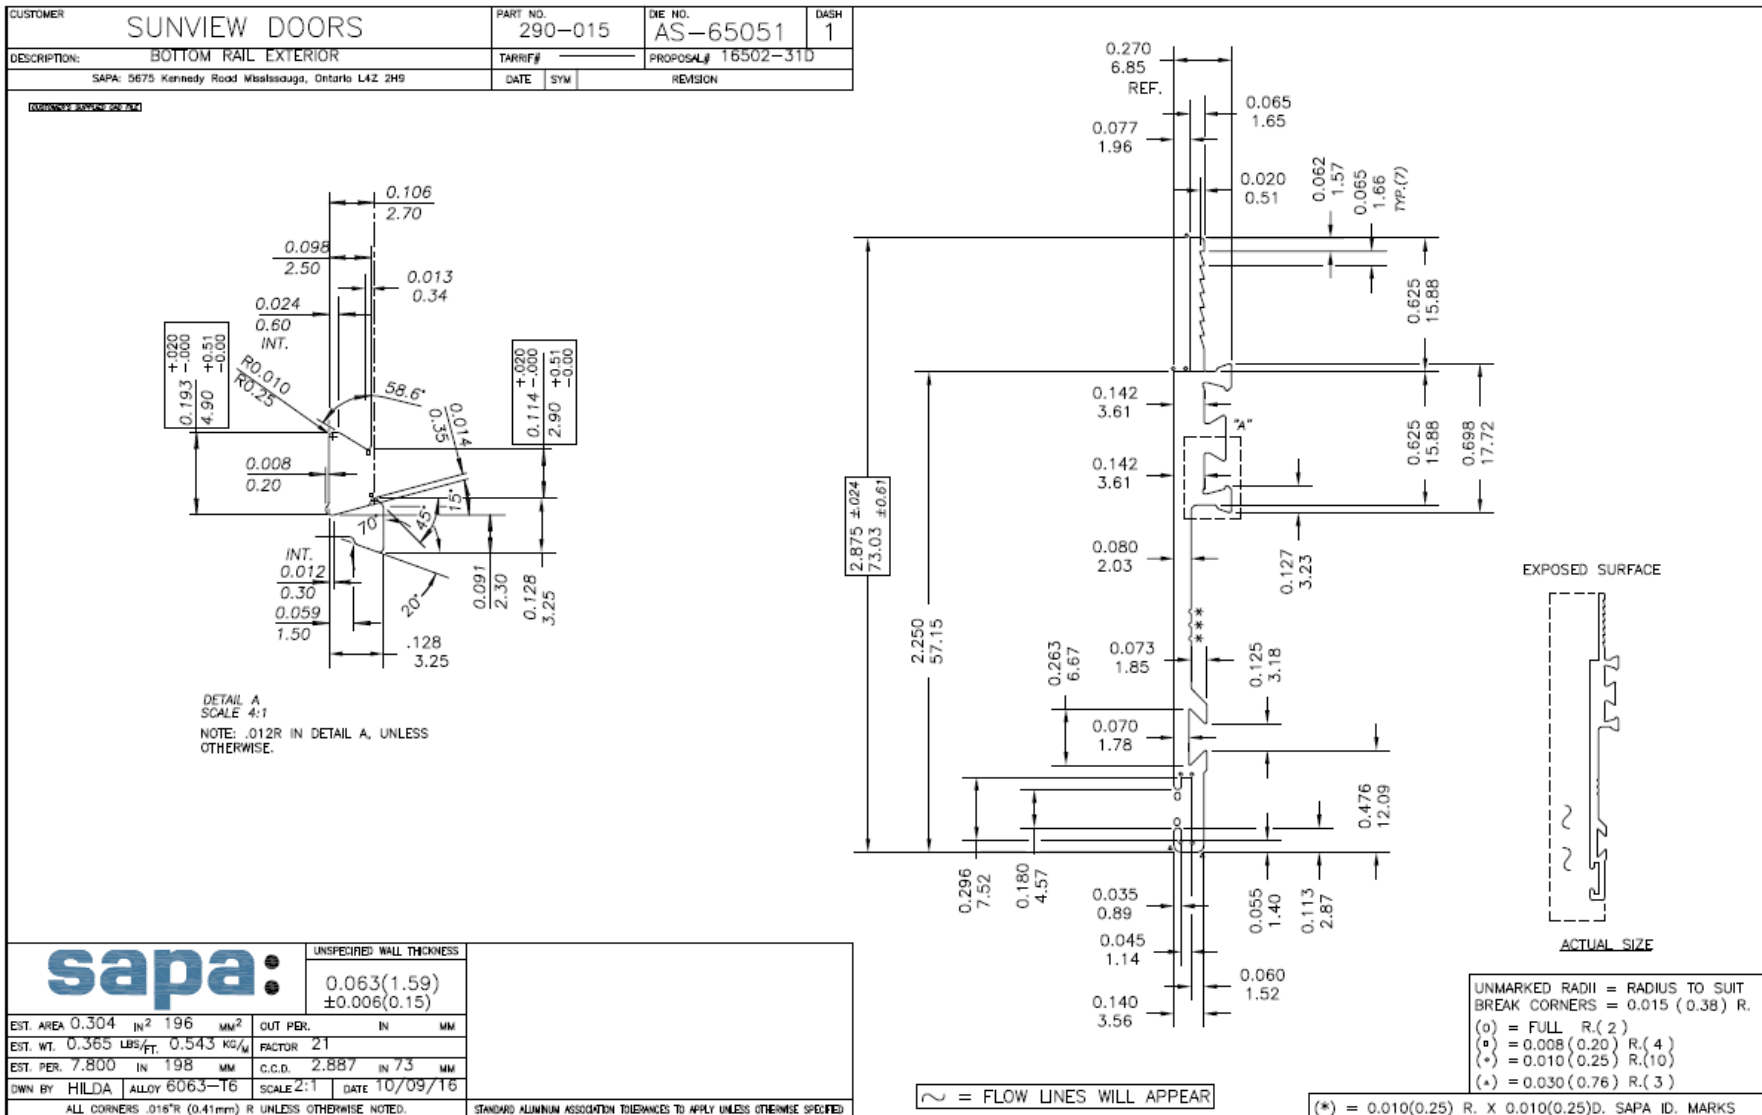 CUSTOMER
SUNVIEW DOORS
PART NO.
290-015
DIE NO.
AS-65051
DASH
1
DESCRIPTION:
BOTTOM RAIL EXTERIOR
TARRIF#
PROPOSAL# 16502-31D
SAPA: 5675 Kennedy Road Mississauga, Ontario L4Z 2H9
DATE SYM REVISION
CUSTOMER'S SUPPLIED CAD FILE
0.106
2.70
0.098
2.50
0.013
0.34
0.024
0.60
INT.
0.193 +.020 -.000
4.90 +0.51 -0.00
R0.010
R0.25
58.6°
0.014
0.35
0.114 +.020 -.000
2.90 +0.51 -0.00
0.008
0.20
70°
45°
15°
20°
INT.
0.012
0.30
0.059
1.50
.128
3.25
0.091
2.30
0.128
3.25
DETAIL A
SCALE 4:1
NOTE: .012R IN DETAIL A, UNLESS
OTHERWISE.
0.270
6.85
REF.
0.065
1.65
0.077
1.96
0.020
0.51
0.062
1.57
0.065
1.66
TYP.(7)
0.625
15.88
0.142
3.61
"A"
0.142
3.61
0.625
15.88
0.698
17.72
2.875 ±.024
73.03 ±0.61
0.080
2.03
0.127
3.23
***
2.250
57.15
0.263
6.67
0.073
1.85
0.125
3.18
0.070
1.78
0.476
12.09
0.296
7.52
0.180
4.57
0.035
0.89
0.055
1.40
0.113
2.87
0.045
1.14
0.060
1.52
0.140
3.56
EXPOSED SURFACE
ACTUAL SIZE
sapa:
UNSPECIFIED WALL THICKNESS
0.063(1.59)
±0.006(0.15)
EST. AREA 0.304 IN² 196 MM²
OUT PER. IN MM
EST. WT. 0.365 LBS/FT. 0.543 KG/M
FACTOR 21
EST. PER. 7.800 IN 198 MM
C.C.D. 2.887 IN 73 MM
DWN BY HILDA
ALLOY 6063-T6
SCALE 2:1
DATE 10/09/16
ALL CORNERS .016"R (0.41mm) R UNLESS OTHERWISE NOTED.
STANDARD ALUMINUM ASSOCIATION TOLERANCES TO APPLY UNLESS OTHERWISE SPECIFIED
= FLOW LINES WILL APPEAR
UNMARKED RADII = RADIUS TO SUIT
BREAK CORNERS = 0.015 (0.38) R.
(o) = FULL R.(2)
(▫) = 0.008(0.20) R.(4)
(•) = 0.010(0.25) R.(10)
(▴) = 0.030(0.76) R.(3)
(*) = 0.010(0.25) R. X 0.010(0.25)D. SAPA ID. MARKS